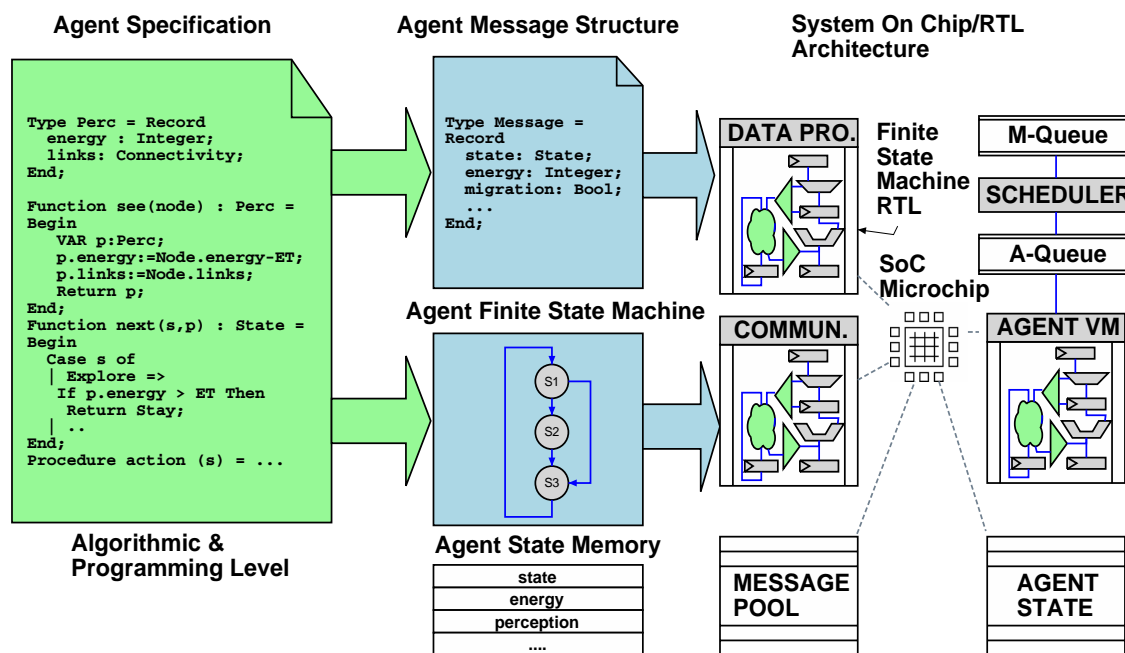 Agent Specification
Type Perc = Record
energy : Integer;
links: Connectivity;
End;
Function see(node) : Perc =
Begin
VAR p:Perc;
p.energy:=Node.energy-ET;
p.links:=Node.links;
Return p;
End;
Function next(s,p) : State =
Begin
Case s of
| Explore =>
If p.energy > ET Then
Return Stay;
| ..
End;
Procedure action (s) = ...
Algorithmic &
Programming Level
Agent Message Structure
Type Message =
Record
state: State;
energy: Integer;
migration: Bool;
...
End;
Agent Finite State Machine
S1
S2
S3
Agent State Memory
state
energy
perception
....
System On Chip/RTL
Architecture
DATA PRO.
Finite
State
Machine
RTL
M-Queue
SCHEDULER
A-Queue
SoC
Microchip
COMMUN.
AGENT VM
MESSAGE
POOL
AGENT
STATE